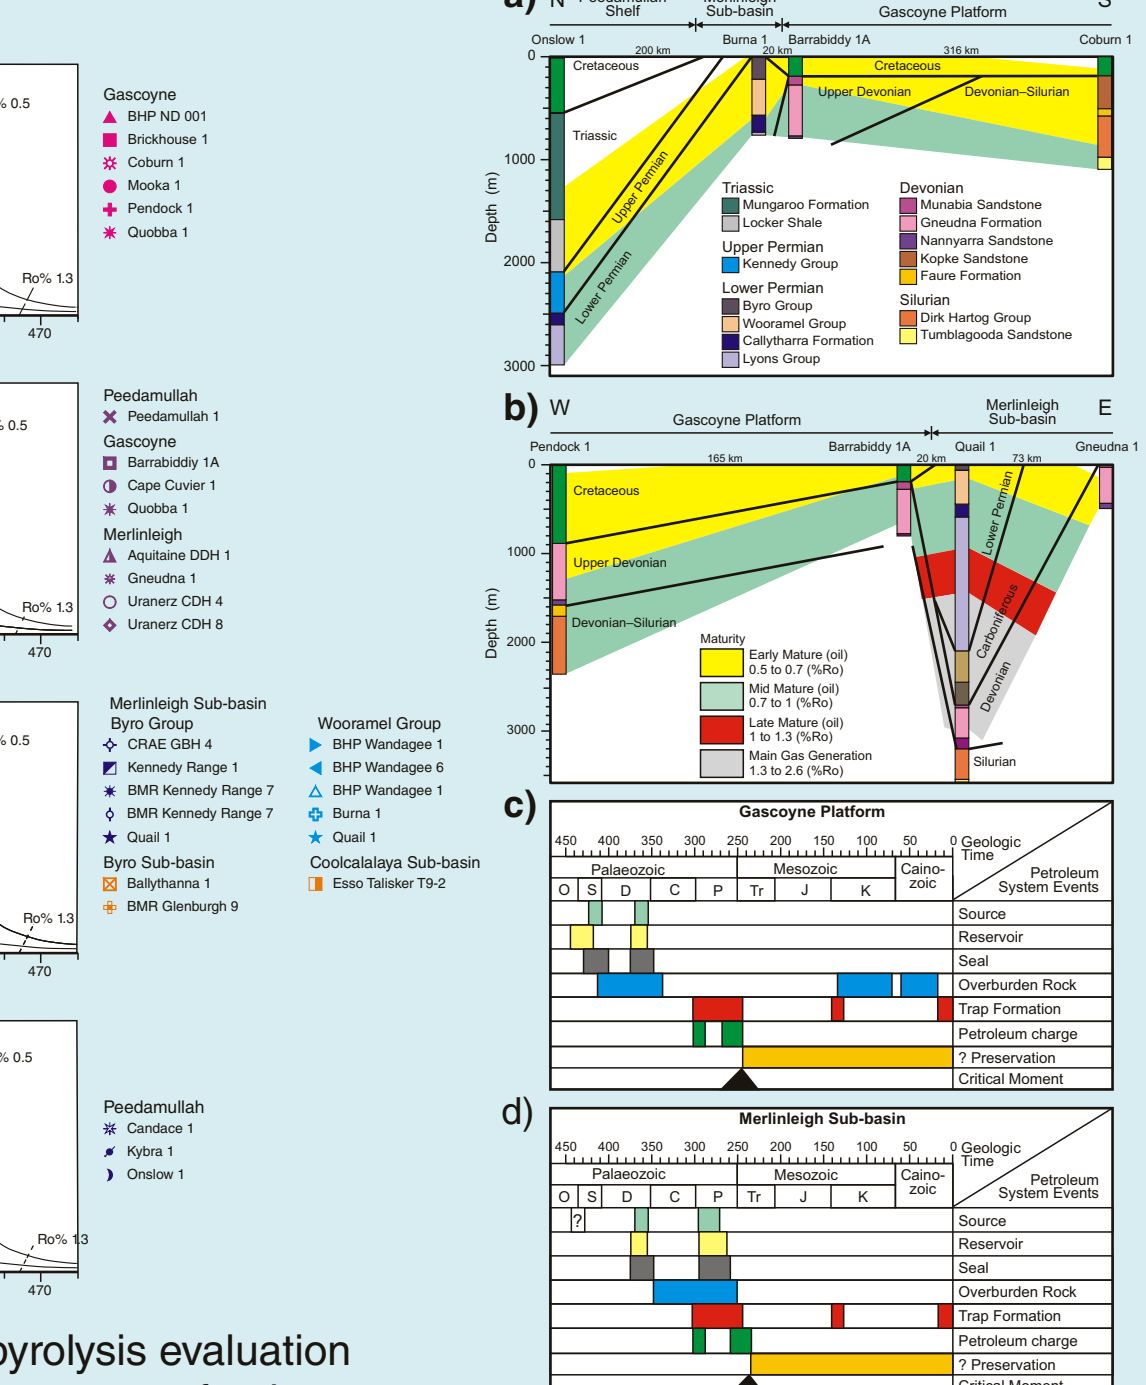 % 0.5
Ro% 1.3
470
Gascoyne
BHP ND 001
Brickhouse 1
Coburn 1
Mooka 1
Pendock 1
Quobba 1
% 0.5
Ro% 1.3
470
Peedamullah
Peedamullah 1
Gascoyne
Barrabiddiy 1A
Cape Cuvier 1
Quobba 1
Merlinleigh
Aquitaine DDH 1
Gneudna 1
Uranerz CDH 4
Uranerz CDH 8
% 0.5
Ro% 1.3
470
Merlinleigh Sub-basin
Byro Group
CRAE GBH 4
Kennedy Range 1
BMR Kennedy Range 7
BMR Kennedy Range 7
Quail 1
Byro Sub-basin
Ballythanna 1
BMR Glenburgh 9
Wooramel Group
BHP Wandagee 1
BHP Wandagee 6
BHP Wandagee 1
Burna 1
Quail 1
Coolcalalaya Sub-basin
Esso Talisker T9-2
% 0.5
Ro% 1.3
470
Peedamullah
Candace 1
Kybra 1
Onslow 1
pyrolysis evaluation
a) N S
Peedamullah Shelf
Merlinleigh Sub-basin
Gascoyne Platform
Onslow 1 Burna 1 Barrabiddy 1A Coburn 1
200 km 20 km 316 km
Depth (m)
0
1000
2000
3000
Cretaceous
Triassic
Upper Permian
Lower Permian
Cretaceous
Upper Devonian
Devonian–Silurian
Triassic
Mungaroo Formation
Locker Shale
Upper Permian
Kennedy Group
Lower Permian
Byro Group
Wooramel Group
Callytharra Formation
Lyons Group
Devonian
Munabia Sandstone
Gneudna Formation
Nannyarra Sandstone
Kopke Sandstone
Faure Formation
Silurian
Dirk Hartog Group
Tumblagooda Sandstone
b) W E
Gascoyne Platform
Merlinleigh
Sub-basin
Pendock 1 Barrabiddy 1A Quail 1 Gneudna 1
165 km 20 km 73 km
Depth (m)
0
1000
2000
3000
Cretaceous
Upper Devonian
Devonian–Silurian
Lower Permian
Carboniferous
Devonian
Silurian
Maturity
Early Mature (oil)
0.5 to 0.7 (%Ro)
Mid Mature (oil)
0.7 to 1 (%Ro)
Late Mature (oil)
1 to 1.3 (%Ro)
Main Gas Generation
1.3 to 2.6 (%Ro)
c)
Gascoyne Platform
450 400 350 300 250 200 150 100 50 0 Geologic
Time
Palaeozoic Mesozoic Caino-
zoic
O S D C P Tr J K
Petroleum
System Events
Source
Reservoir
Seal
Overburden Rock
Trap Formation
Petroleum charge
? Preservation
Critical Moment
d)
Merlinleigh Sub-basin
450 400 350 300 250 200 150 100 50 0 Geologic
Time
Palaeozoic Mesozoic Caino-
zoic
O S D C P Tr J K
Petroleum
System Events
? Source
Reservoir
Seal
Overburden Rock
Trap Formation
Petroleum charge
? Preservation
Critical Moment